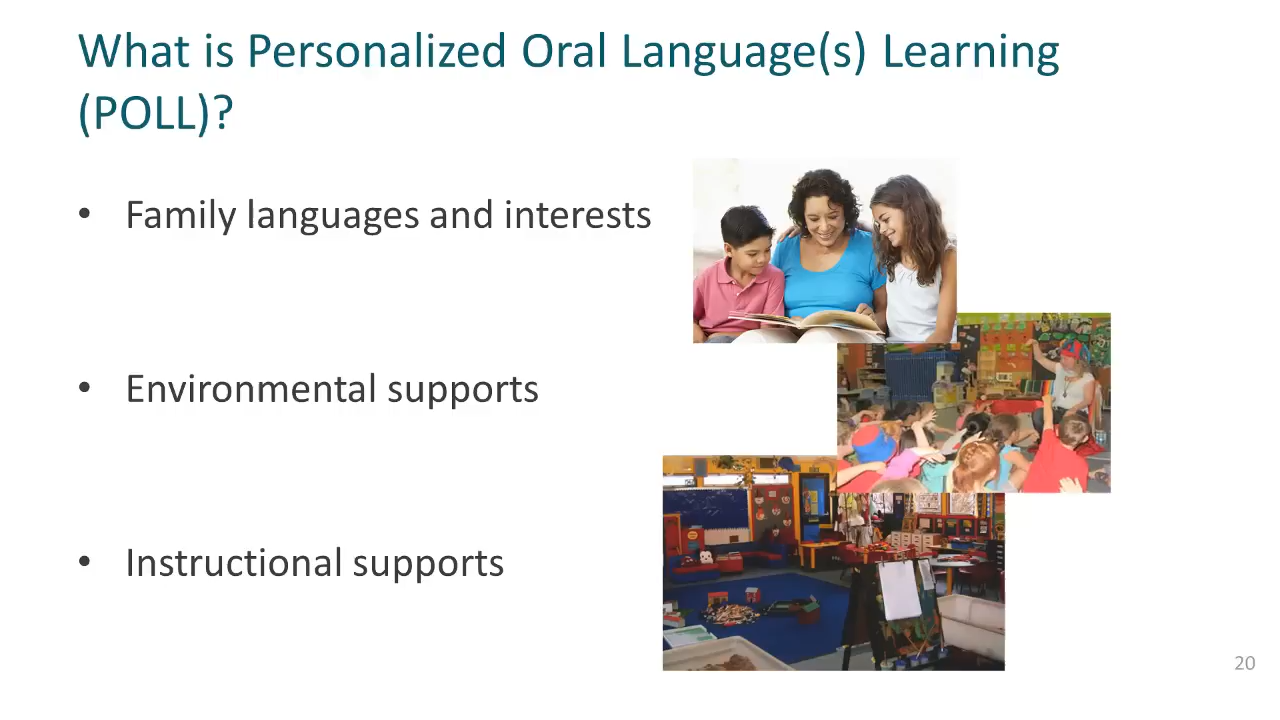 What is Personalized Oral Language(s) Learning
(POLL)?
• Family languages and interests
• Environmental supports
• Instructional supports
20